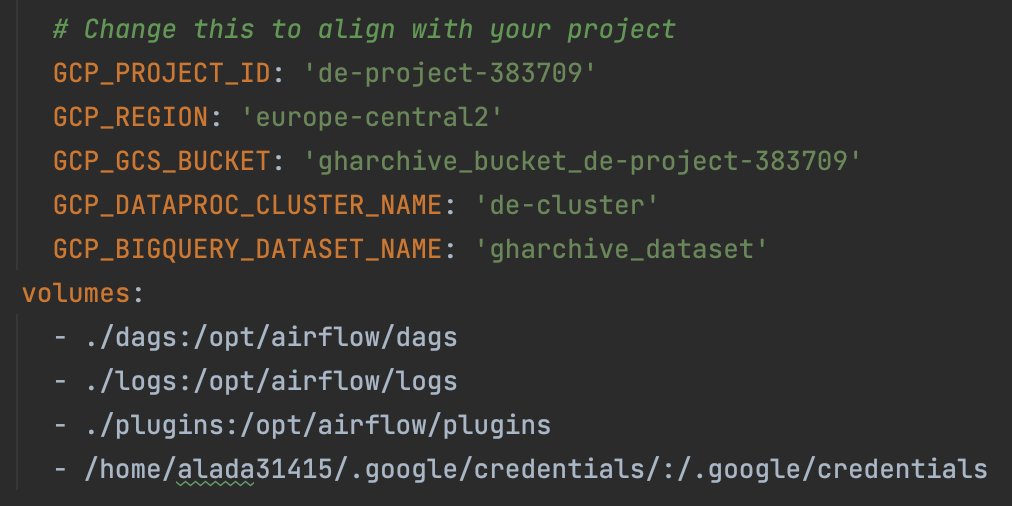 # Change this to align with your project
GCP_PROJECT_ID: 'de-project-383709'
GCP_REGION: 'europe-central2'
GCP_GCS_BUCKET: 'gharchive_bucket_de-project-383709'
GCP_DATAPROC_CLUSTER_NAME: 'de-cluster'
GCP_BIGQUERY_DATASET_NAME: 'gharchive_dataset'
volumes:
- ./dags:/opt/airflow/dags
- ./logs:/opt/airflow/logs
- ./plugins:/opt/airflow/plugins
- /home/alada31415/.google/credentials/:/.google/credentials